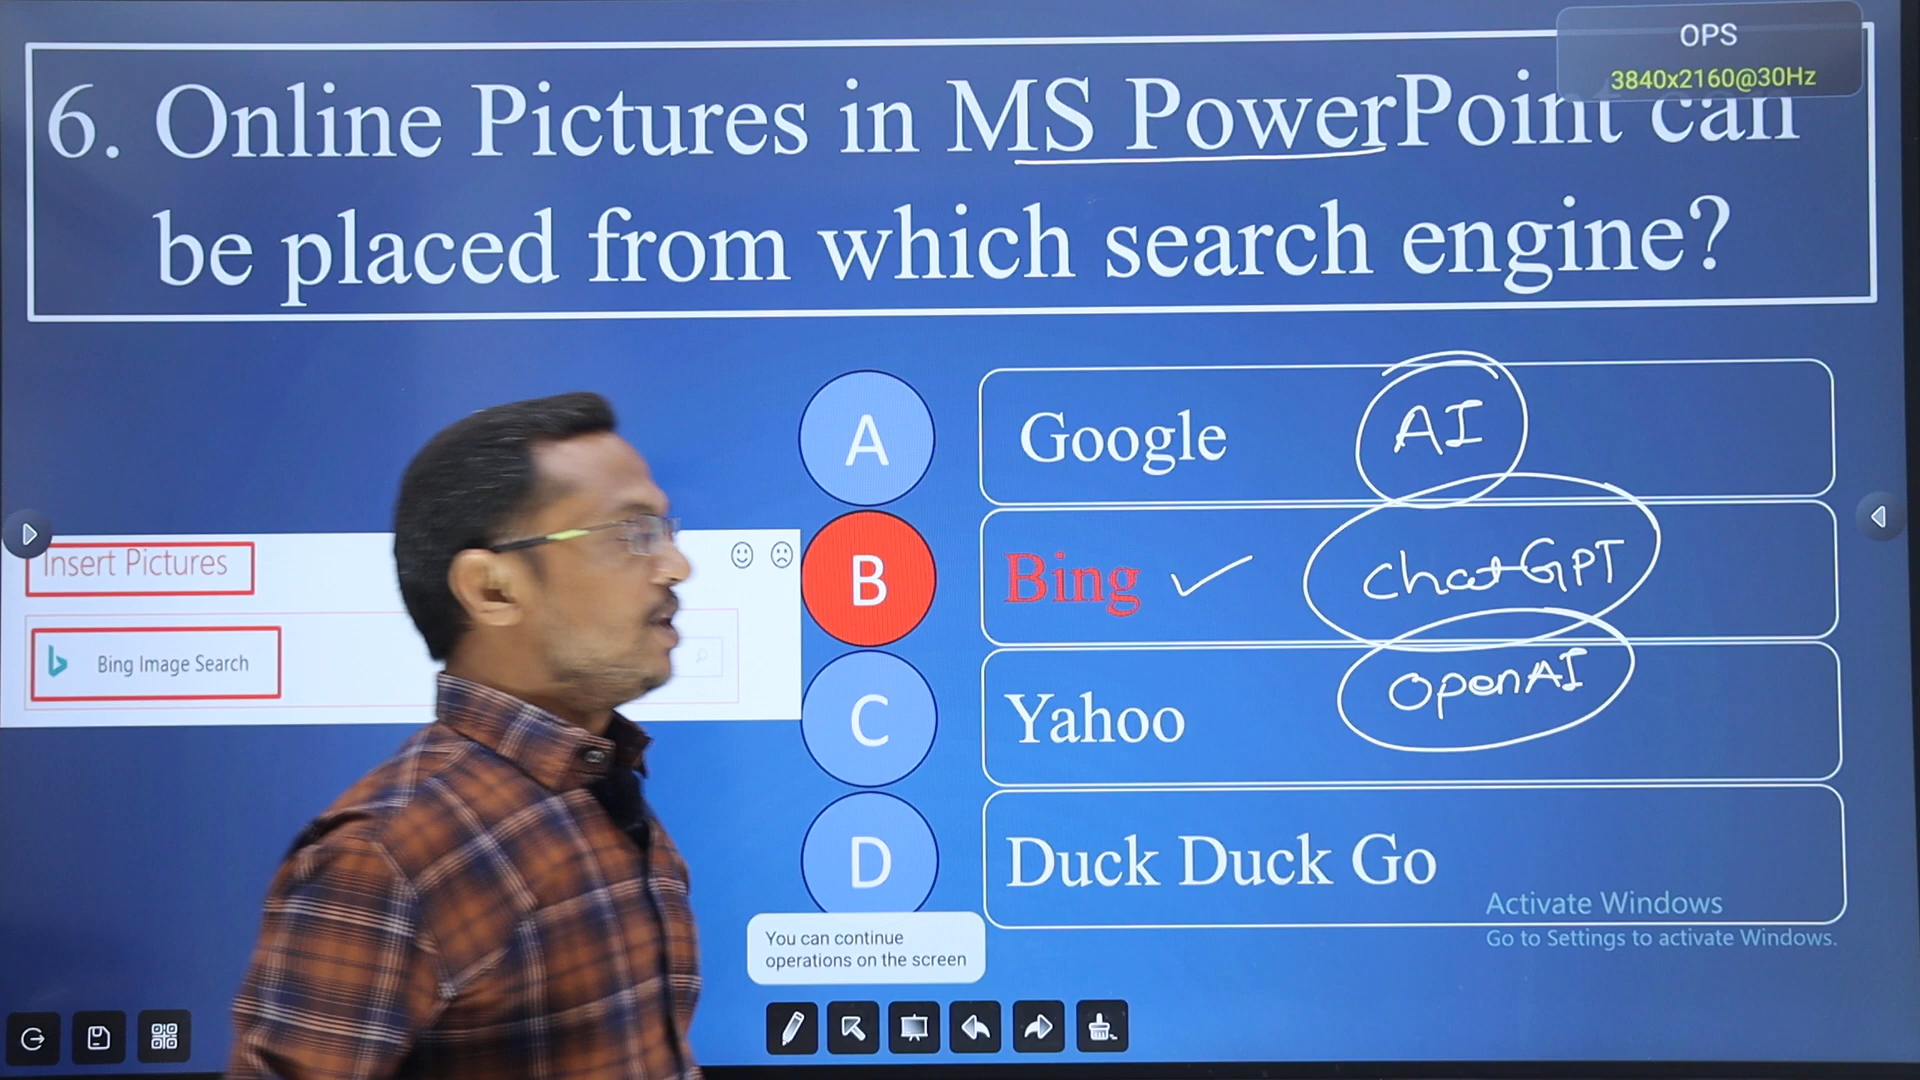 OPS
3840x2160@30Hz
6. Online Pictures in MS PowerPoint can
be placed from which search engine?
A Google AI
Insert Pictures
B Bing ✓ ChatGPT
Bing Image Search
C Yahoo OpenAI
D Duck Duck Go
Activate Windows
Go to Settings to activate Windows.
You can continue
operations on the screen